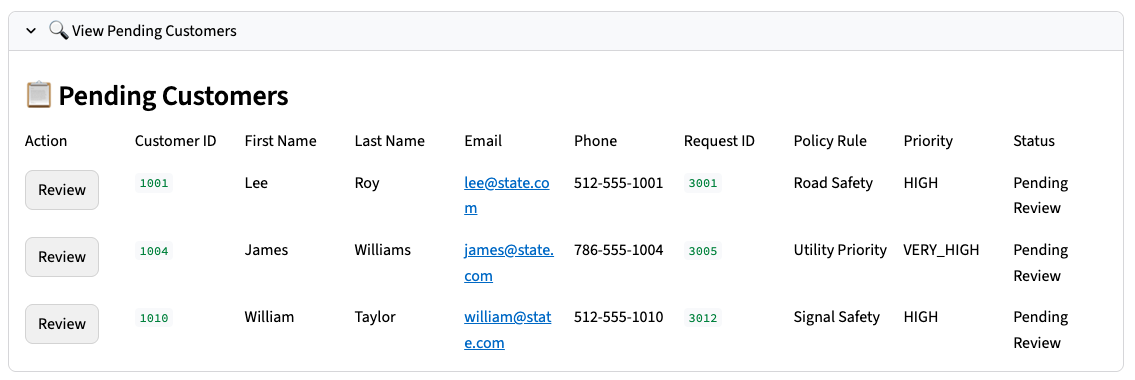 View Pending Customers
Pending Customers
Action Customer ID First Name Last Name Email Phone Request ID Policy Rule Priority Status
Review 1001 Lee Roy lee@state.co 512-555-1001 3001 Road Safety HIGH Pending
m Review
Review 1004 James Williams james@state. 786-555-1004 3005 Utility Priority VERY_HIGH Pending
com Review
Review 1010 William Taylor william@stat 512-555-1010 3012 Signal Safety HIGH Pending
e.com Review